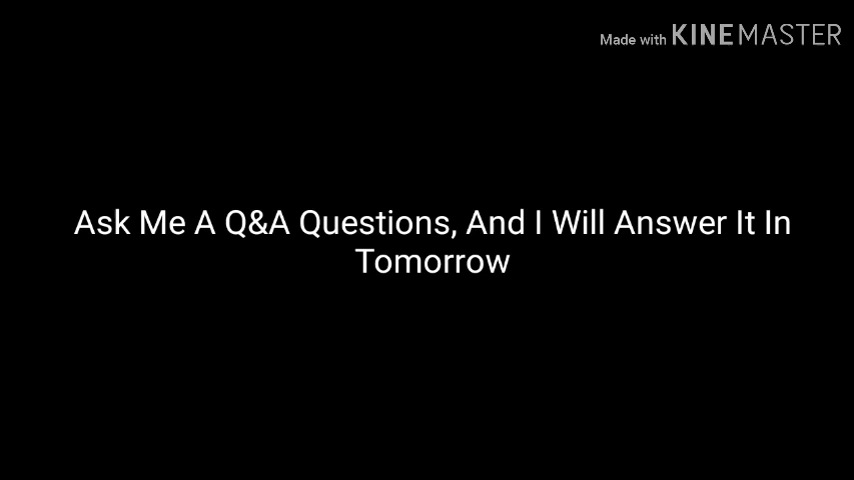 Made with KINEMASTER
Ask Me A Q&A Questions, And I Will Answer It In
Tomorrow